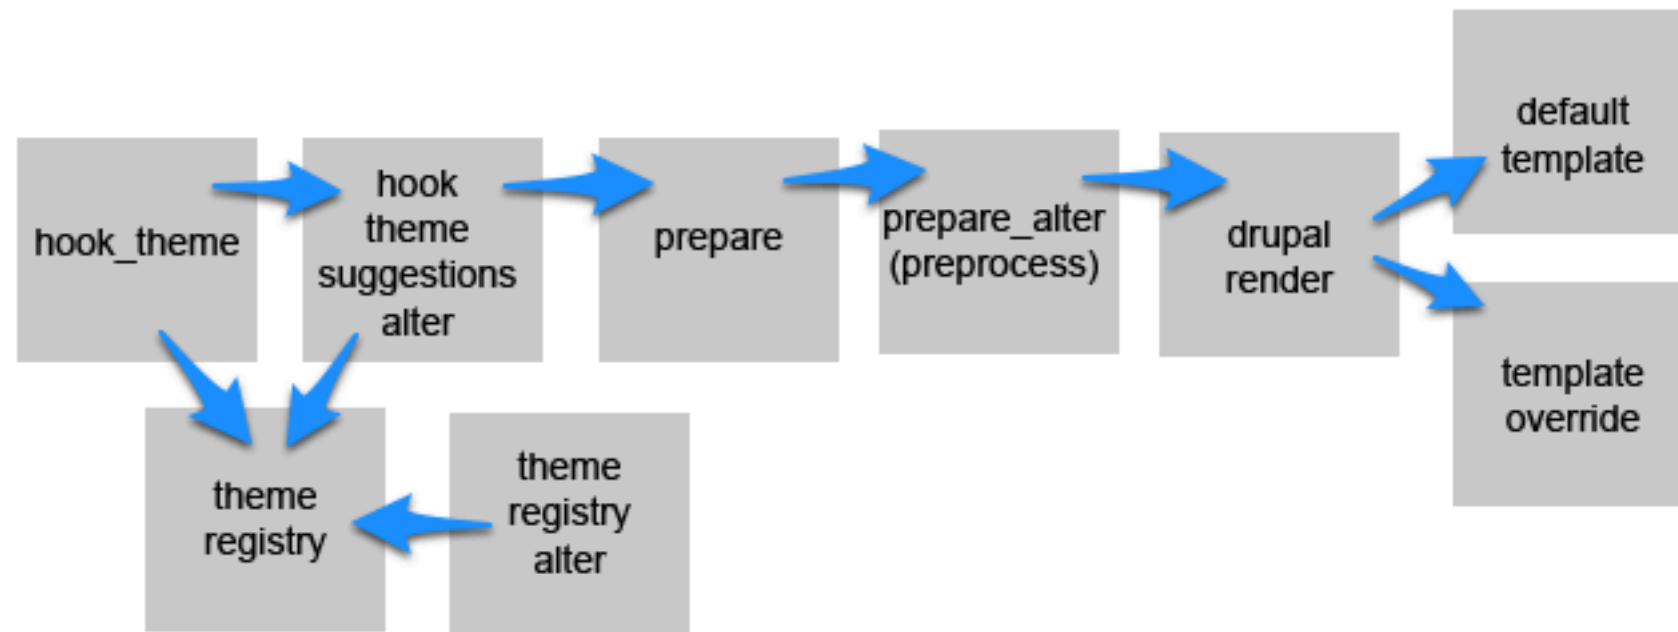 hook_theme
hook
theme
suggestions
alter
prepare
prepare_alter
(preprocess)
drupal
render
default
template
template
override
theme
registry
theme
registry
alter